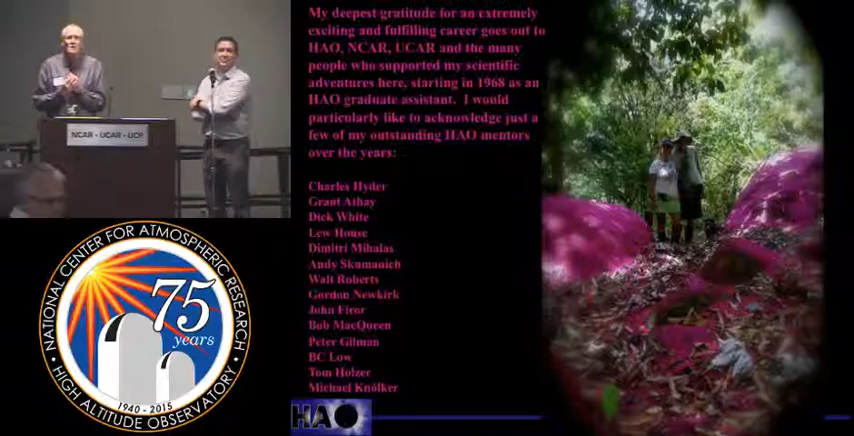 My deepest gratitude for an extremely
exciting and fulfilling career goes out to
HAO, NCAR, UCAR and the many
people who supported my scientific
adventures here, starting in 1968 as an
HAO graduate assistant. I would
particularly like to acknowledge just a
few of my outstanding HAO mentors
over the years:
Charles Hyder
Grant Athay
Dick White
Lew House
Dimitri Mihalas
Andy Skumanich
Walt Roberts
Gordon Newkirk
John Firor
Bob MacQueen
Peter Gilman
BC Low
Tom Holzer
Michael Knölker
HAO
NCAR • UCAR • UCP
NATIONAL CENTER FOR ATMOSPHERIC RESEARCH
75
years
1940 - 2015
HIGH ALTITUDE OBSERVATORY